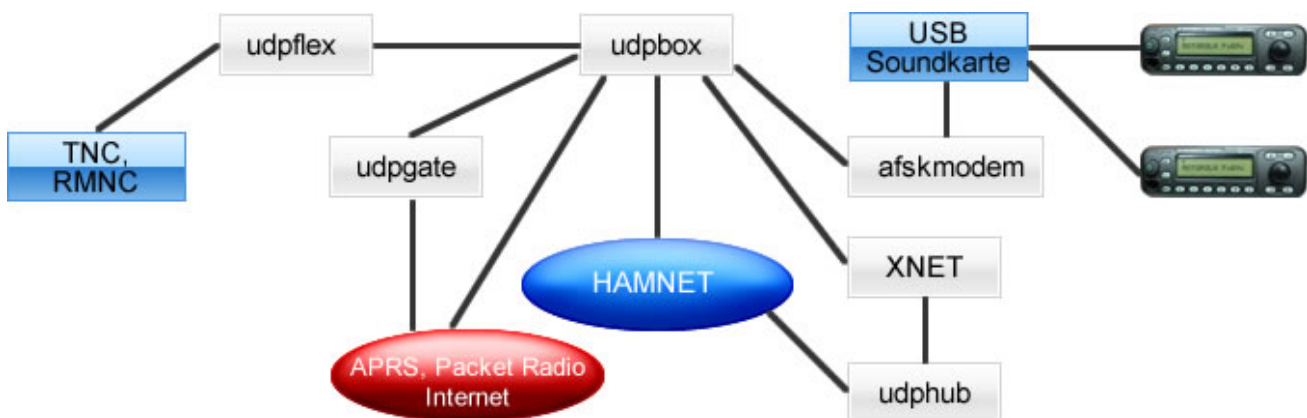 udpflex
udpbox
USB
Soundkarte
TNC,
RMNC
udpgate
afskmodem
HAMNET
XNET
APRS, Packet Radio
Internet
udphub